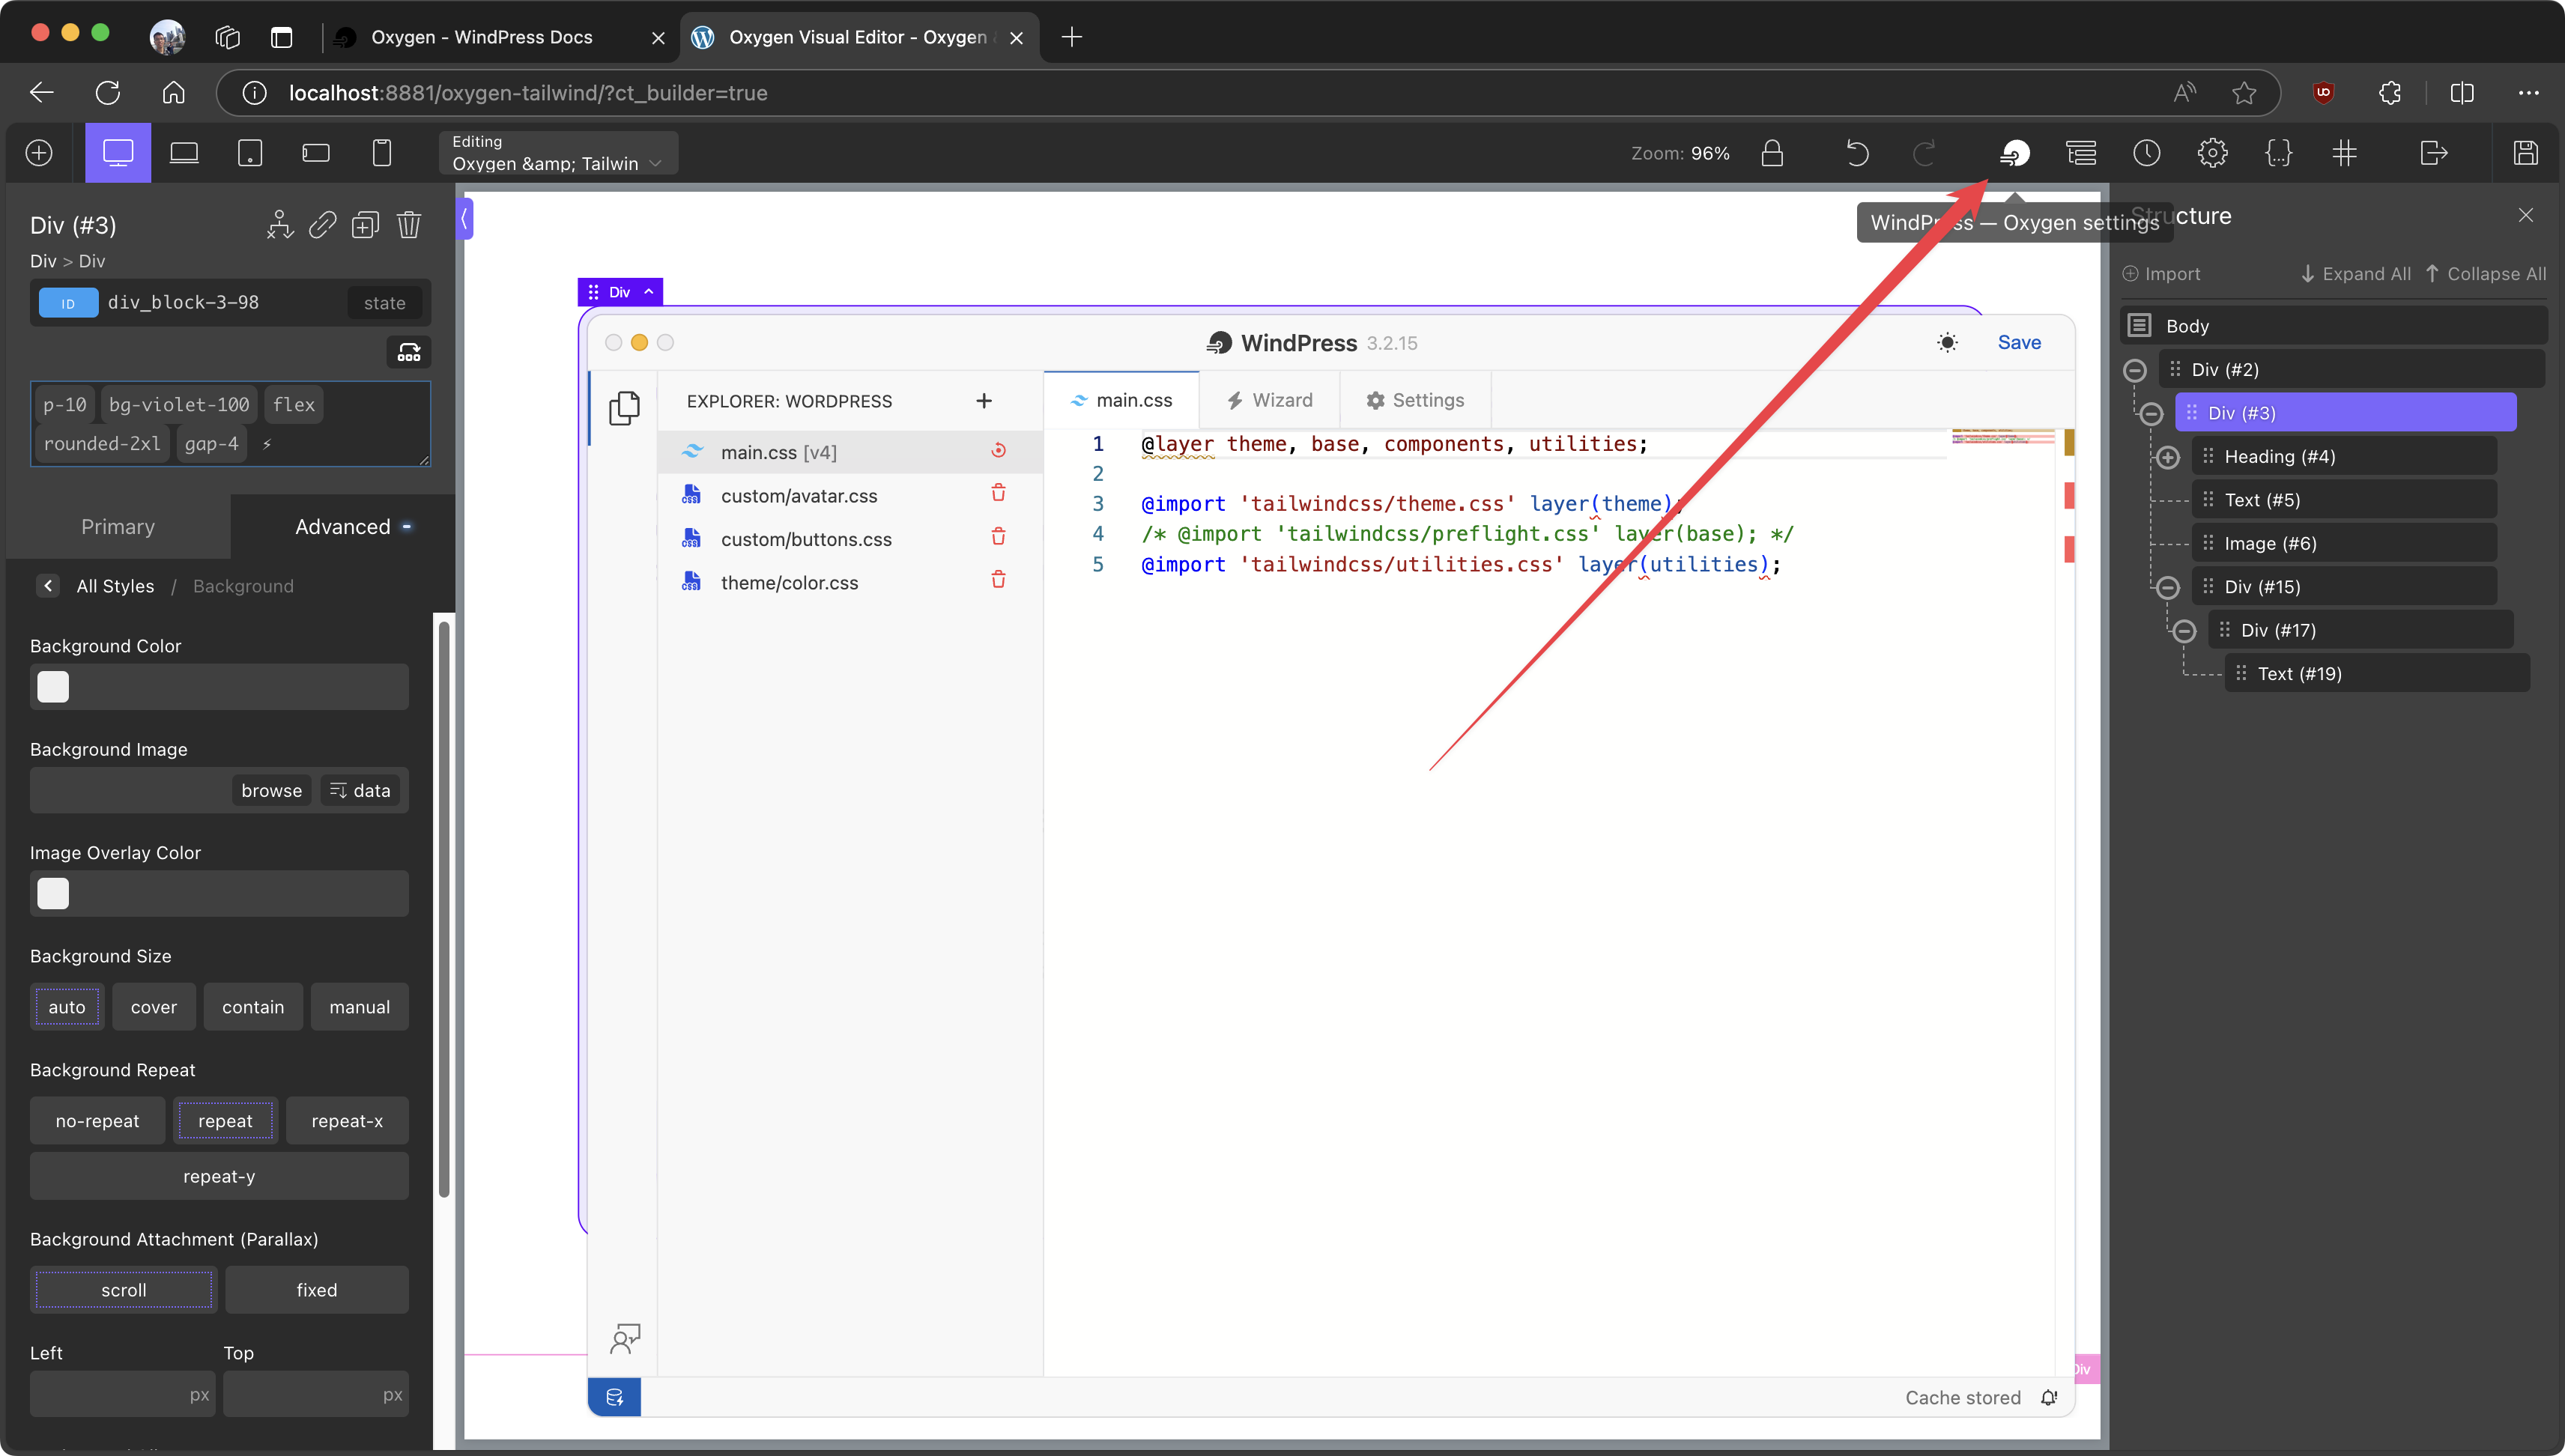 Oxygen - WindPress Docs
Oxygen Visual Editor - Oxygen
localhost:8881/oxygen-tailwind/?ct_builder=true
Editing
Oxygen &amp; Tailwin
Zoom: 96%
WindPress — Oxygen settings
Div (#3)
Div > Div
ID div_block-3-98 state
p-10 bg-violet-100 flex
rounded-2xl gap-4
Primary Advanced
All Styles / Background
Background Color
Background Image
browse data
Image Overlay Color
Background Size
auto cover contain manual
Background Repeat
no-repeat repeat repeat-x
repeat-y
Background Attachment (Parallax)
scroll fixed
Left Top
px px
Div
WindPress 3.2.15
Save
EXPLORER: WORDPRESS
main.css [v4]
custom/avatar.css
custom/buttons.css
theme/color.css
main.css Wizard Settings
1 @layer theme, base, components, utilities;
2
3 @import 'tailwindcss/theme.css' layer(theme);
4 /* @import 'tailwindcss/preflight.css' layer(base); */
5 @import 'tailwindcss/utilities.css' layer(utilities);
Cache stored
Div
Structure
Import Expand All Collapse All
Body
Div (#2)
Div (#3)
Heading (#4)
Text (#5)
Image (#6)
Div (#15)
Div (#17)
Text (#19)